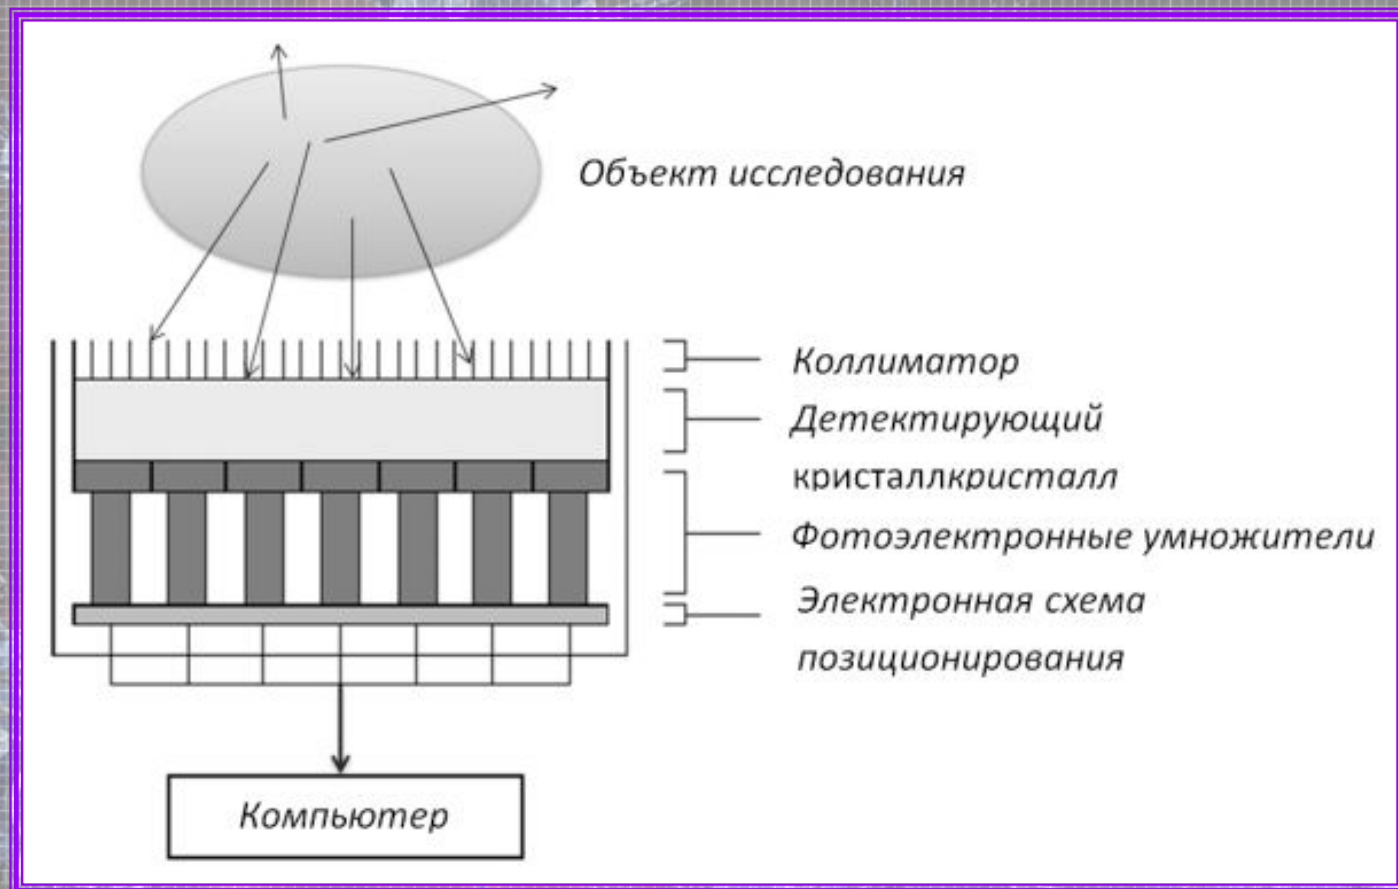 Объект исследования
Коллиматор
Детектирующий
кристаллкристалл
Фотоэлектронные умножители
Электронная схема
позиционирования
Компьютер